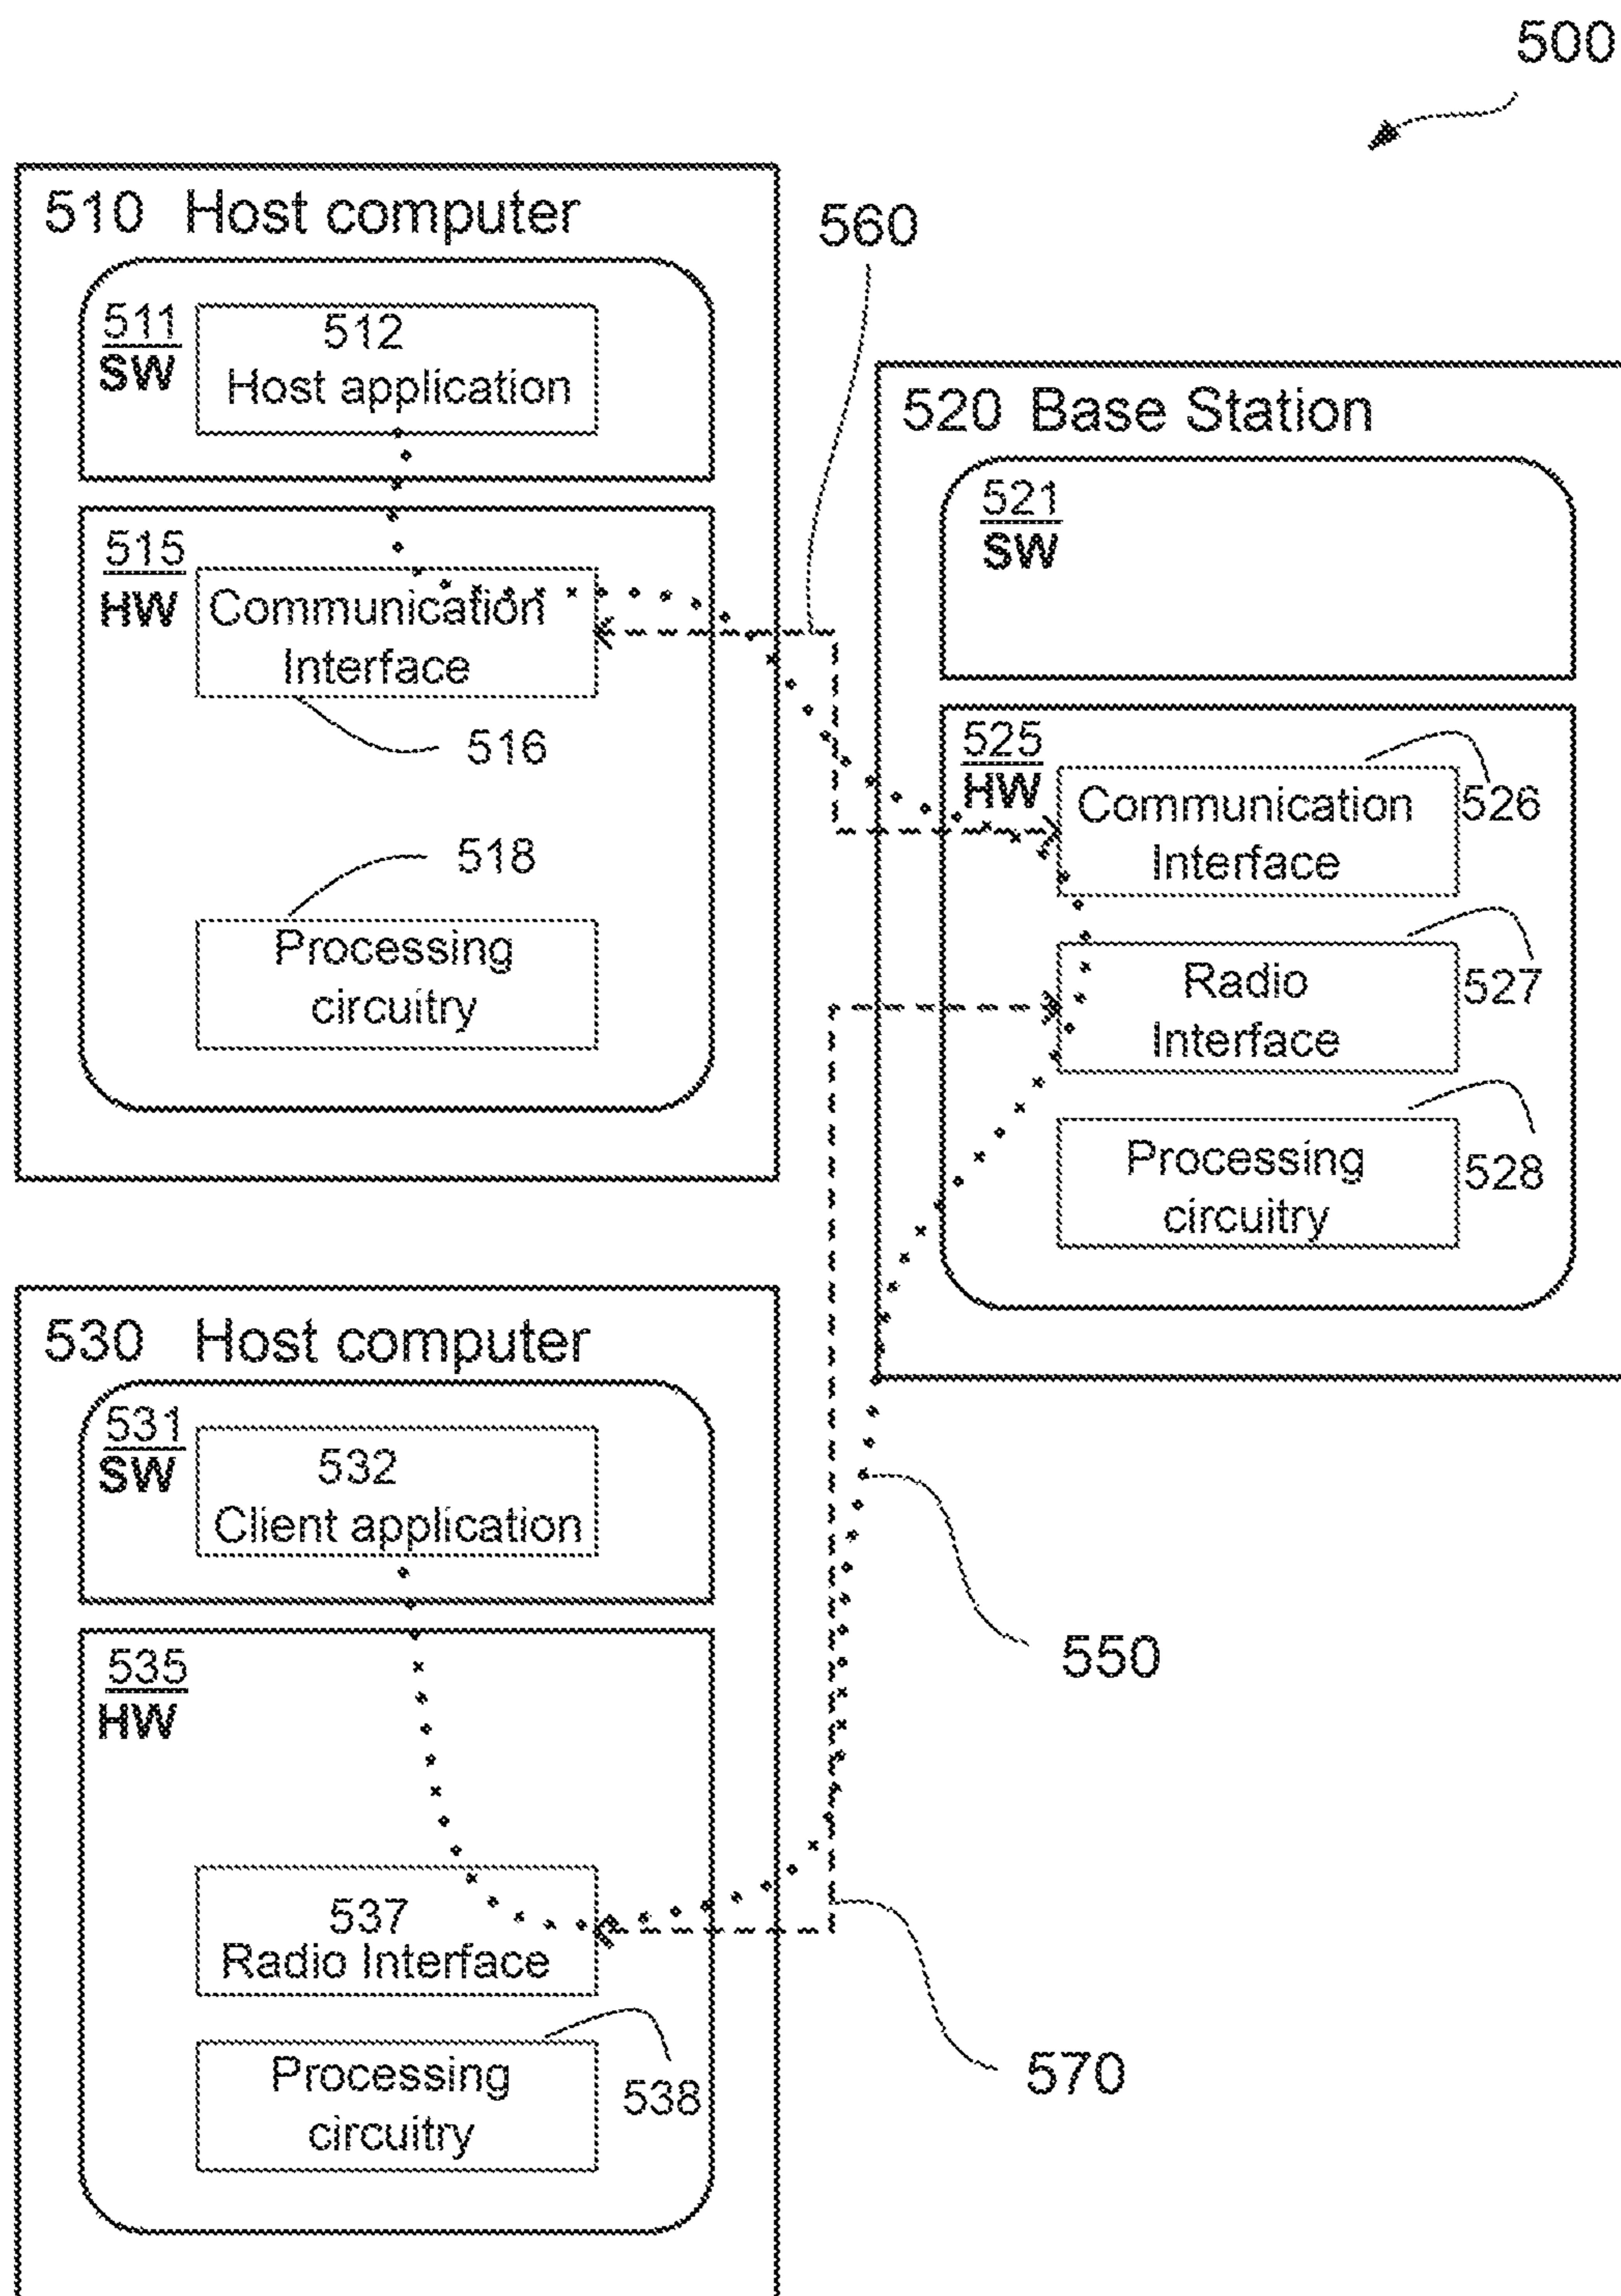 500
510 Host computer
560
511
SW
512
Host application
515
HW
Communication
Interface
516
518
Processing
circuitry
520 Base Station
521
SW
525
HW
Communication
Interface
526
Radio
Interface
527
Processing
circuitry
528
530 Host computer
531
SW
532
Client application
535
HW
537
Radio Interface
Processing
circuitry
538
550
570